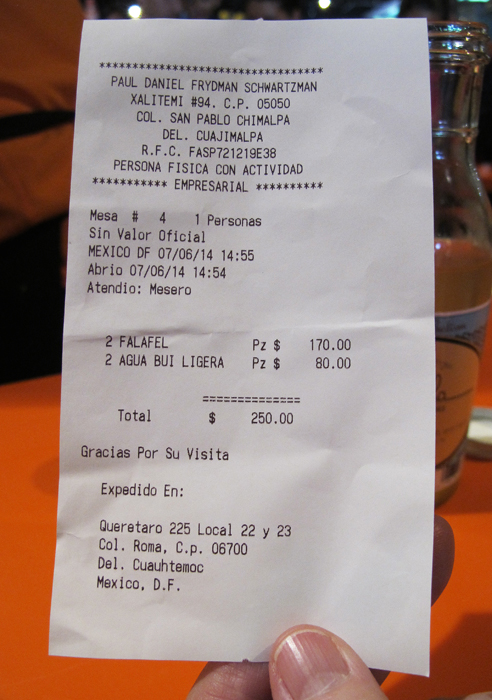 *********************************
PAUL DANIEL FRYDMAN SCHWARTZMAN
XALITEMI #94. C.P. 05050
COL. SAN PABLO CHIMALPA
DEL. CUAJIMALPA
R.F.C. FASP721219E38
PERSONA FISICA CON ACTIVIDAD
*********** EMPRESARIAL **********
Mesa # 4 1 Personas
Sin Valor Oficial
MEXICO DF 07/06/14 14:55
Abrio 07/06/14 14:54
Atendio: Mesero
2 FALAFEL Pz $ 170.00
2 AGUA BUI LIGERA Pz $ 80.00
==============
Total $ 250.00
Gracias Por Su Visita
Expedido En:
Queretaro 225 Local 22 y 23
Col. Roma, C.p. 06700
Del. Cuauhtemoc
Mexico, D.F.